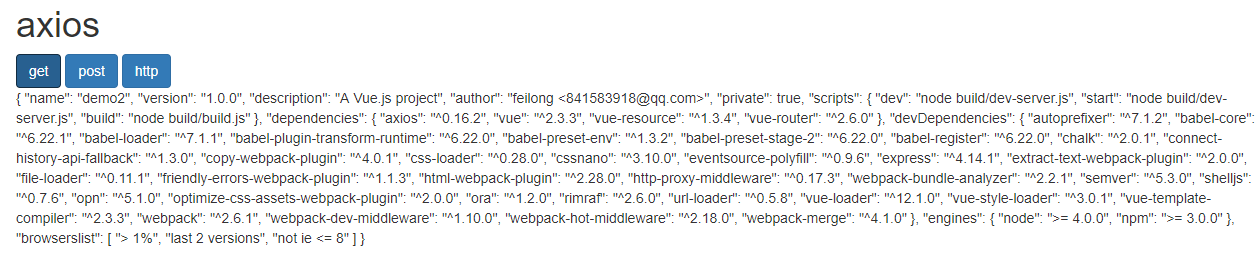 axios
get post http
{ "name": "demo2", "version": "1.0.0", "description": "A Vue.js project", "author": "feilong <841583918@qq.com>", "private": true, "scripts": { "dev": "node build/dev-server.js", "start": "node build/dev-
server.js", "build": "node build/build.js" }, "dependencies": { "axios": "^0.16.2", "vue": "^2.3.3", "vue-resource": "^1.3.4", "vue-router": "^2.6.0" }, "devDependencies": { "autoprefixer": "^7.1.2", "babel-core":
"^6.22.1", "babel-loader": "^7.1.1", "babel-plugin-transform-runtime": "^6.22.0", "babel-preset-env": "^1.3.2", "babel-preset-stage-2": "^6.22.0", "babel-register": "^6.22.0", "chalk": "^2.0.1", "connect-
history-api-fallback": "^1.3.0", "copy-webpack-plugin": "^4.0.1", "css-loader": "^0.28.0", "cssnano": "^3.10.0", "eventsource-polyfill": "^0.9.6", "express": "^4.14.1", "extract-text-webpack-plugin": "^2.0.0",
"file-loader": "^0.11.1", "friendly-errors-webpack-plugin": "^1.1.3", "html-webpack-plugin": "^2.28.0", "http-proxy-middleware": "^0.17.3", "webpack-bundle-analyzer": "^2.2.1", "semver": "^5.3.0", "shelljs":
"^0.7.6", "opn": "^5.1.0", "optimize-css-assets-webpack-plugin": "^2.0.0", "ora": "^1.2.0", "rimraf": "^2.6.0", "url-loader": "^0.5.8", "vue-loader": "^12.1.0", "vue-style-loader": "^3.0.1", "vue-template-
compiler": "^2.3.3", "webpack": "^2.6.1", "webpack-dev-middleware": "^1.10.0", "webpack-hot-middleware": "^2.18.0", "webpack-merge": "^4.1.0" }, "engines": { "node": ">= 4.0.0", "npm": ">= 3.0.0" },
"browserslist": [ "> 1%", "last 2 versions", "not ie <= 8" ] }